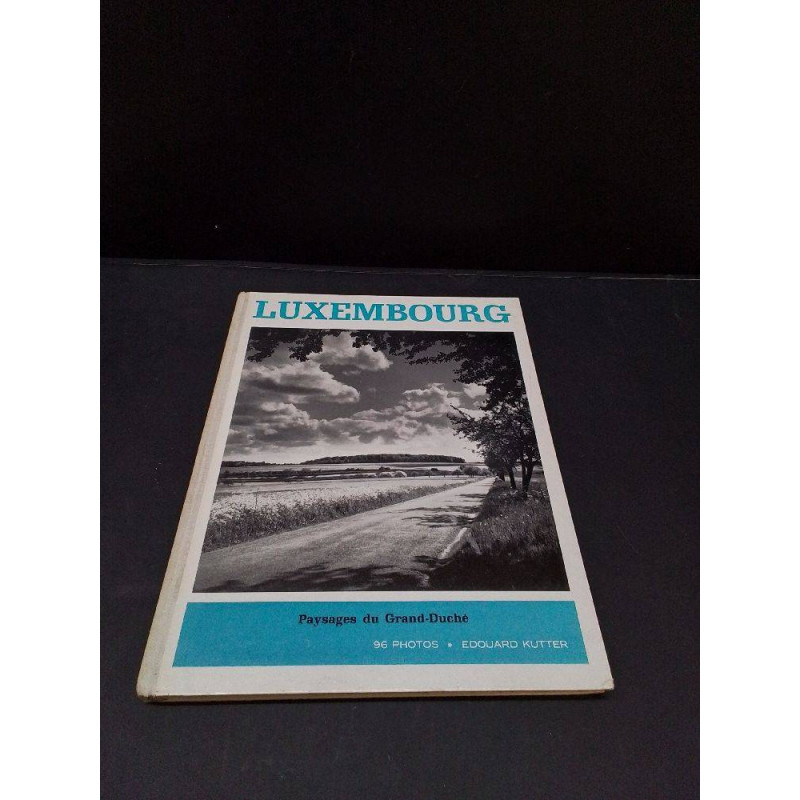 LUXEMBOURG
Paysages du Grand-Duché
96 PHOTOS • EDOUARD KUTTER